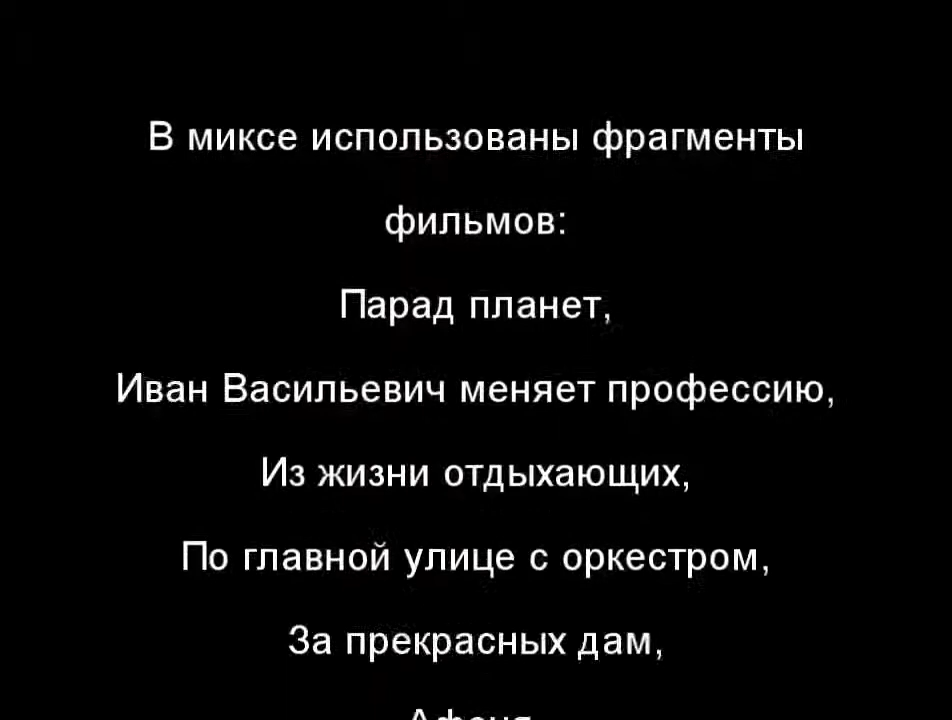 В миксе использованы фрагменты
фильмов:
Парад планет,
Иван Васильевич меняет профессию,
Из жизни отдыхающих,
По главной улице с оркестром,
За прекрасных дам,